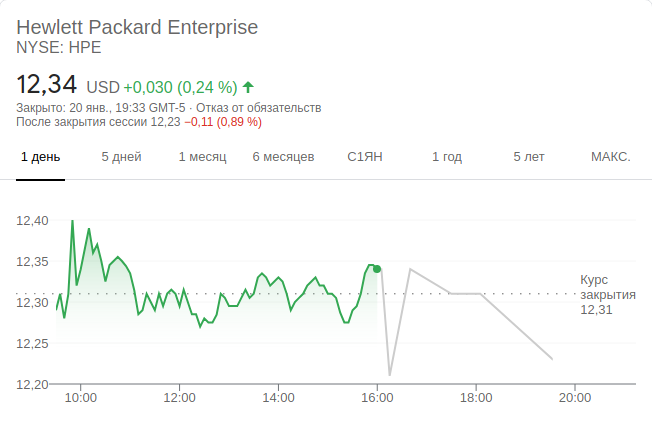 Hewlett Packard Enterprise
NYSE: HPE
12,34 USD +0,030 (0,24 %)
Закрыто: 20 янв., 19:33 GMT-5 · Отказ от обязательств
После закрытия сессии 12,23 −0,11 (0,89 %)
1 день 5 дней 1 месяц 6 месяцев С1ЯН 1 год 5 лет МАКС.
12,40
12,35
12,30
12,25
12,20
Курс
закрытия
12,31
10:00 12:00 14:00 16:00 18:00 20:00